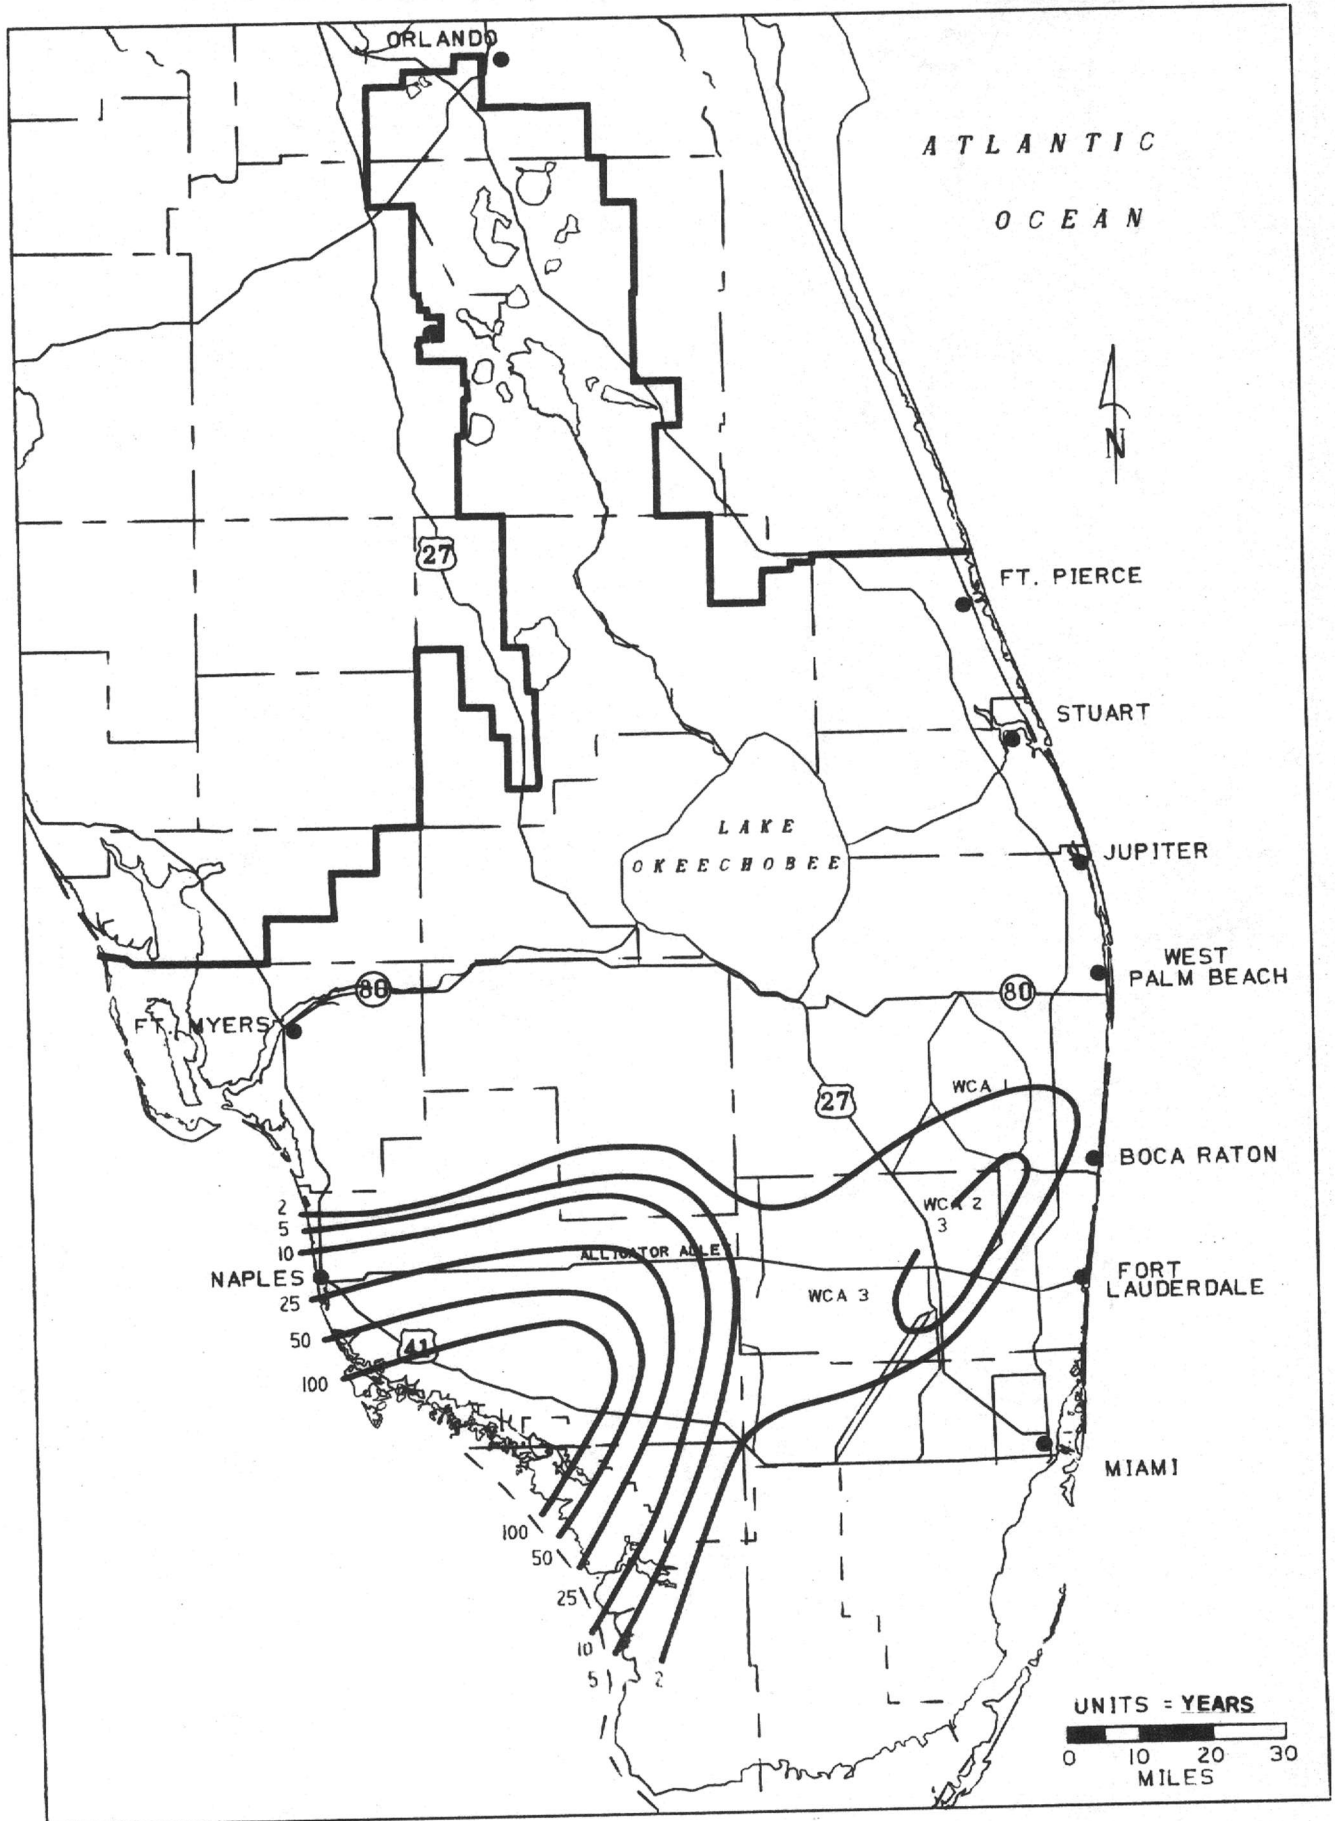 ORLANDO
ATLANTIC
OCEAN
N
27
FT. PIERCE
STUART
LAKE
OKEECHOBEE
JUPITER
WEST
PALM BEACH
80
80
FT. MYERS
WCA 1
27
BOCA RATON
2
5
10
WCA 2
3
ALLIGATOR ALLEY
NAPLES
25
WCA 3
FORT
LAUDERDALE
50
41
100
MIAMI
100
50
25
10
5
2
UNITS = YEARS
0 10 20 30
MILES